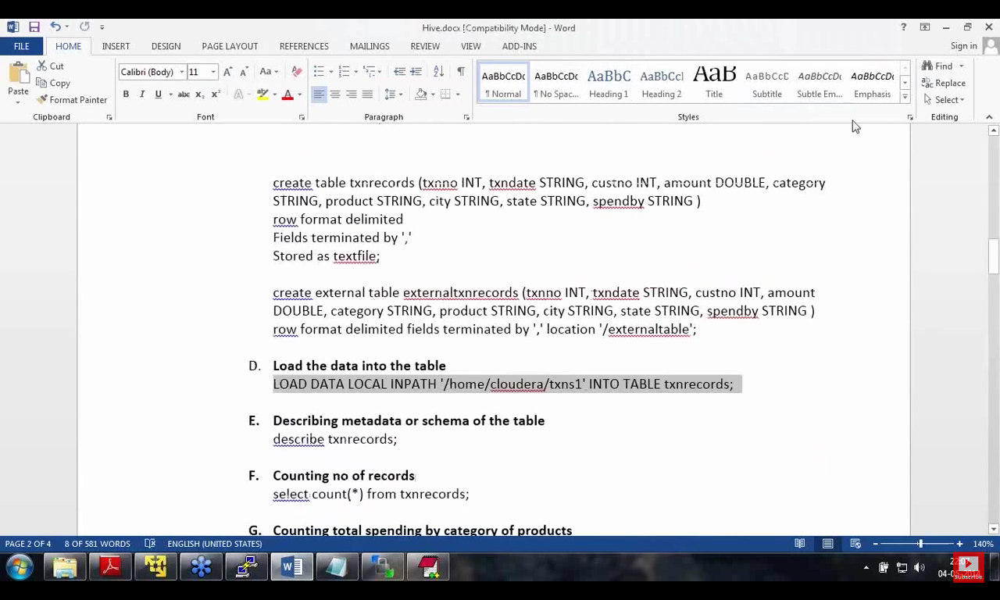 Hive.docx [Compatibility Mode] - Word
?
Sign in
FILE HOME INSERT DESIGN PAGE LAYOUT REFERENCES MAILINGS REVIEW VIEW ADD-INS
Paste
Cut
Copy
Format Painter
Clipboard
Calibri (Body) 11
B I U abc x₂ x²
Font
Paragraph
AaBbCcDc AaBbCcDc AaBbC AaBbCcI AaB AaBbCcD AaBbCcDc AaBbCcDc
¶ Normal ¶ No Spac... Heading 1 Heading 2 Title Subtitle Subtle Em... Emphasis
Styles
Find
Replace
Select
Editing
create table txnrecords (txnno INT, txndate STRING, custno INT, amount DOUBLE, category
STRING, product STRING, city STRING, state STRING, spendby STRING )
row format delimited
Fields terminated by ','
Stored as textfile;
create external table externaltxnrecords (txnno INT, txndate STRING, custno INT, amount
DOUBLE, category STRING, product STRING, city STRING, state STRING, spendby STRING )
row format delimited fields terminated by ',' location '/externaltable';
D. Load the data into the table
LOAD DATA LOCAL INPATH '/home/cloudera/txns1' INTO TABLE txnrecords;
E. Describing metadata or schema of the table
describe txnrecords;
F. Counting no of records
select count(*) from txnrecords;
G. Counting total spending by category of products
PAGE 2 OF 4 8 OF 581 WORDS ENGLISH (UNITED STATES) 140%
Subscribe